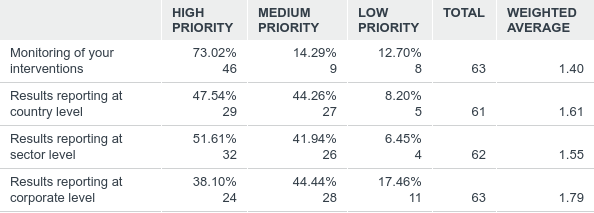 HIGH PRIORITY MEDIUM PRIORITY LOW PRIORITY TOTAL WEIGHTED AVERAGE
Monitoring of your 73.02% 14.29% 12.70%
interventions 46 9 8 63 1.40
Results reporting at 47.54% 44.26% 8.20%
country level 29 27 5 61 1.61
Results reporting at 51.61% 41.94% 6.45%
sector level 32 26 4 62 1.55
Results reporting at 38.10% 44.44% 17.46%
corporate level 24 28 11 63 1.79